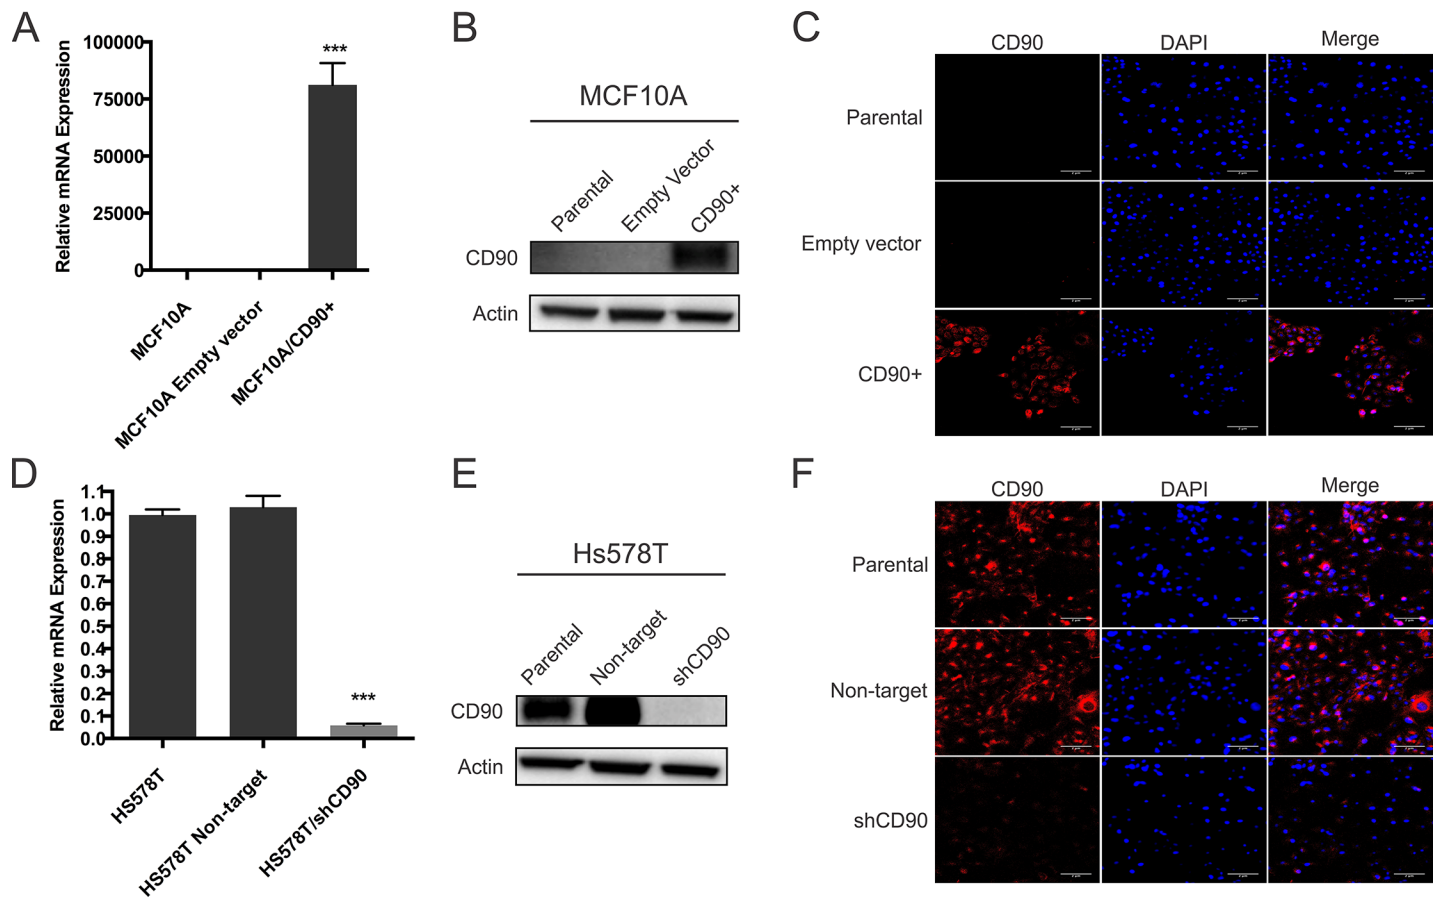 A
Relative mRNA Expression
100000
75000
50000
25000
0
***
MCF10A
MCF10A Empty vector
MCF10A/CD90+
B
MCF10A
Parental
Empty Vector
CD90+
CD90
Actin
C
CD90 DAPI Merge
Parental
Empty vector
CD90+
D
Relative mRNA Expression
1.1
1.0
0.9
0.8
0.7
0.6
0.5
0.4
0.3
0.2
0.1
0.0
***
HS578T
HS578T Non-target
HS578T/shCD90
E
Hs578T
Parental
Non-target
shCD90
CD90
Actin
F
CD90 DAPI Merge
Parental
Non-target
shCD90